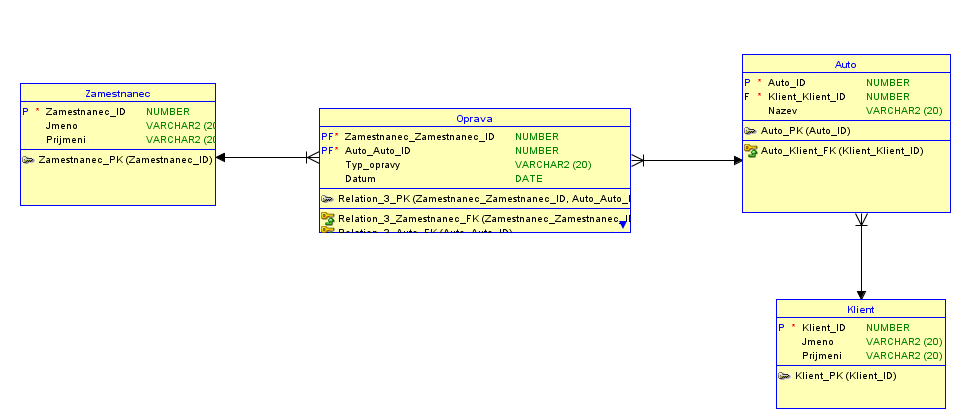 Zamestnanec
P * Zamestnanec_ID NUMBER
Jmeno VARCHAR2 (20
Prijmeni VARCHAR2 (20
Zamestnanec_PK (Zamestnanec_ID)
Oprava
PF* Zamestnanec_Zamestnanec_ID NUMBER
PF* Auto_Auto_ID NUMBER
Typ_opravy VARCHAR2 (20)
Datum DATE
Relation_3_PK (Zamestnanec_Zamestnanec_ID, Auto_Auto_I
Relation_3_Zamestnanec_FK (Zamestnanec_Zamestnanec_I
Relation_3_Auto_FK (Auto_Auto_ID)
Auto
P * Auto_ID NUMBER
F * Klient_Klient_ID NUMBER
Nazev VARCHAR2 (20)
Auto_PK (Auto_ID)
Auto_Klient_FK (Klient_Klient_ID)
Klient
P * Klient_ID NUMBER
Jmeno VARCHAR2 (20)
Prijmeni VARCHAR2 (20)
Klient_PK (Klient_ID)